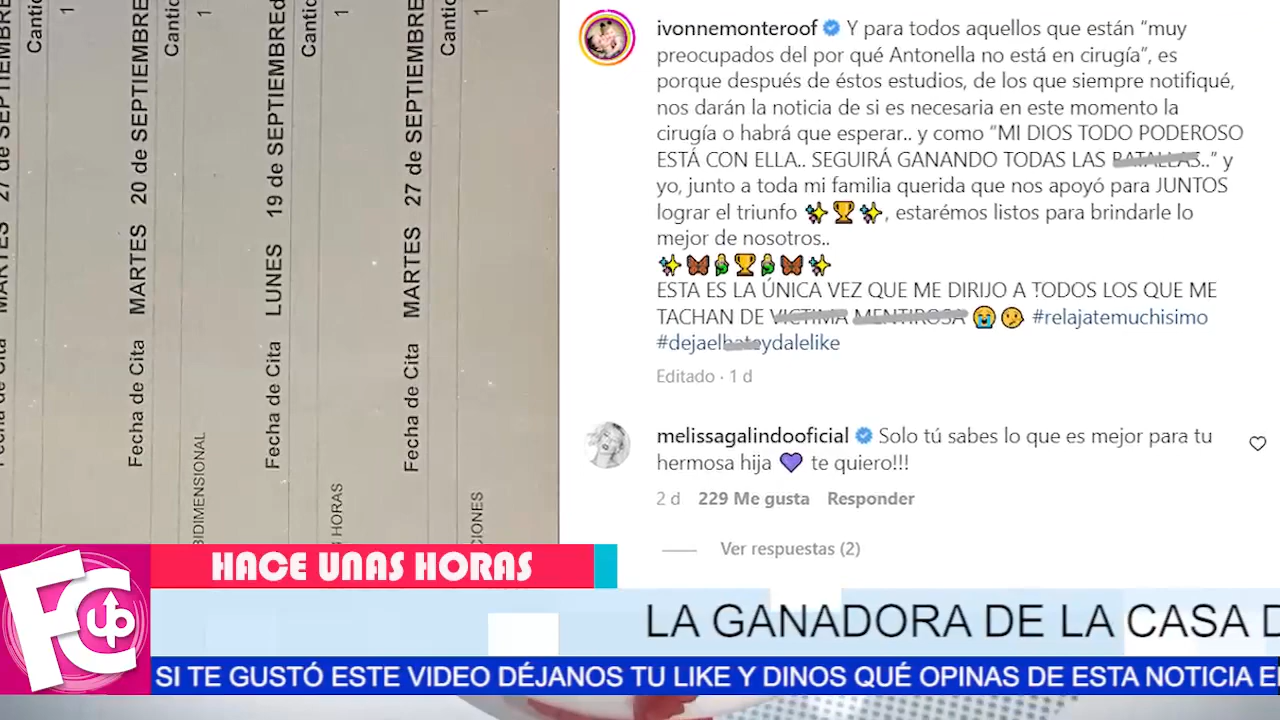 MARTES 27 de SEPTIEMBRE
Cantid
1
Fecha de Cita MARTES 20 de SEPTIEMBRE
Cantid
1
BIDIMENSIONAL
Fecha de Cita LUNES 19 de SEPTIEMBREd
Cantid
1
HORAS
Fecha de Cita MARTES 27 de SEPTIEMBRE
Cantid
1
CIONES
ivonnemonteroof Y para todos aquellos que están “muy
preocupados del por qué Antonella no está en cirugía”, es
porque después de éstos estudios, de los que siempre notifiqué,
nos darán la noticia de si es necesaria en este momento la
cirugía o habrá que esperar.. y como “MI DIOS TODO PODEROSO
ESTÁ CON ELLA.. SEGUIRÁ GANANDO TODAS LAS BATALLAS..” y
yo, junto a toda mi familia querida que nos apoyó para JUNTOS
lograr el triunfo ✨🏆✨, estarémos listos para brindarle lo
mejor de nosotros..
ESTA ES LA ÚNICA VEZ QUE ME DIRIJO A TODOS LOS QUE ME
TACHAN DE VICTIMA MENTIROSA 😭🤔 #relajatemuchisimo
#dejaelhateydalelike
Editado · 1 d
melissagalindooficial Solo tú sabes lo que es mejor para tu
hermosa hija 💜 te quiero!!!
2 d 229 Me gusta Responder
Ver respuestas (2)
FC up
HACE UNAS HORAS
LA GANADORA DE LA CASA D
SI TE GUSTÓ ESTE VIDEO DÉJANOS TU LIKE Y DINOS QUÉ OPINAS DE ESTA NOTICIA E